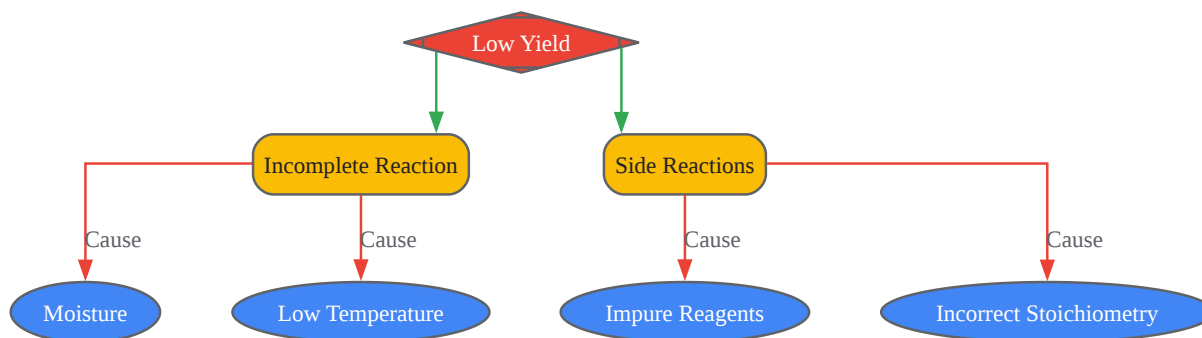 Low Yield
Incomplete Reaction
Side Reactions
Cause
Cause
Cause
Cause
Moisture
Low Temperature
Impure Reagents
Incorrect Stoichiometry